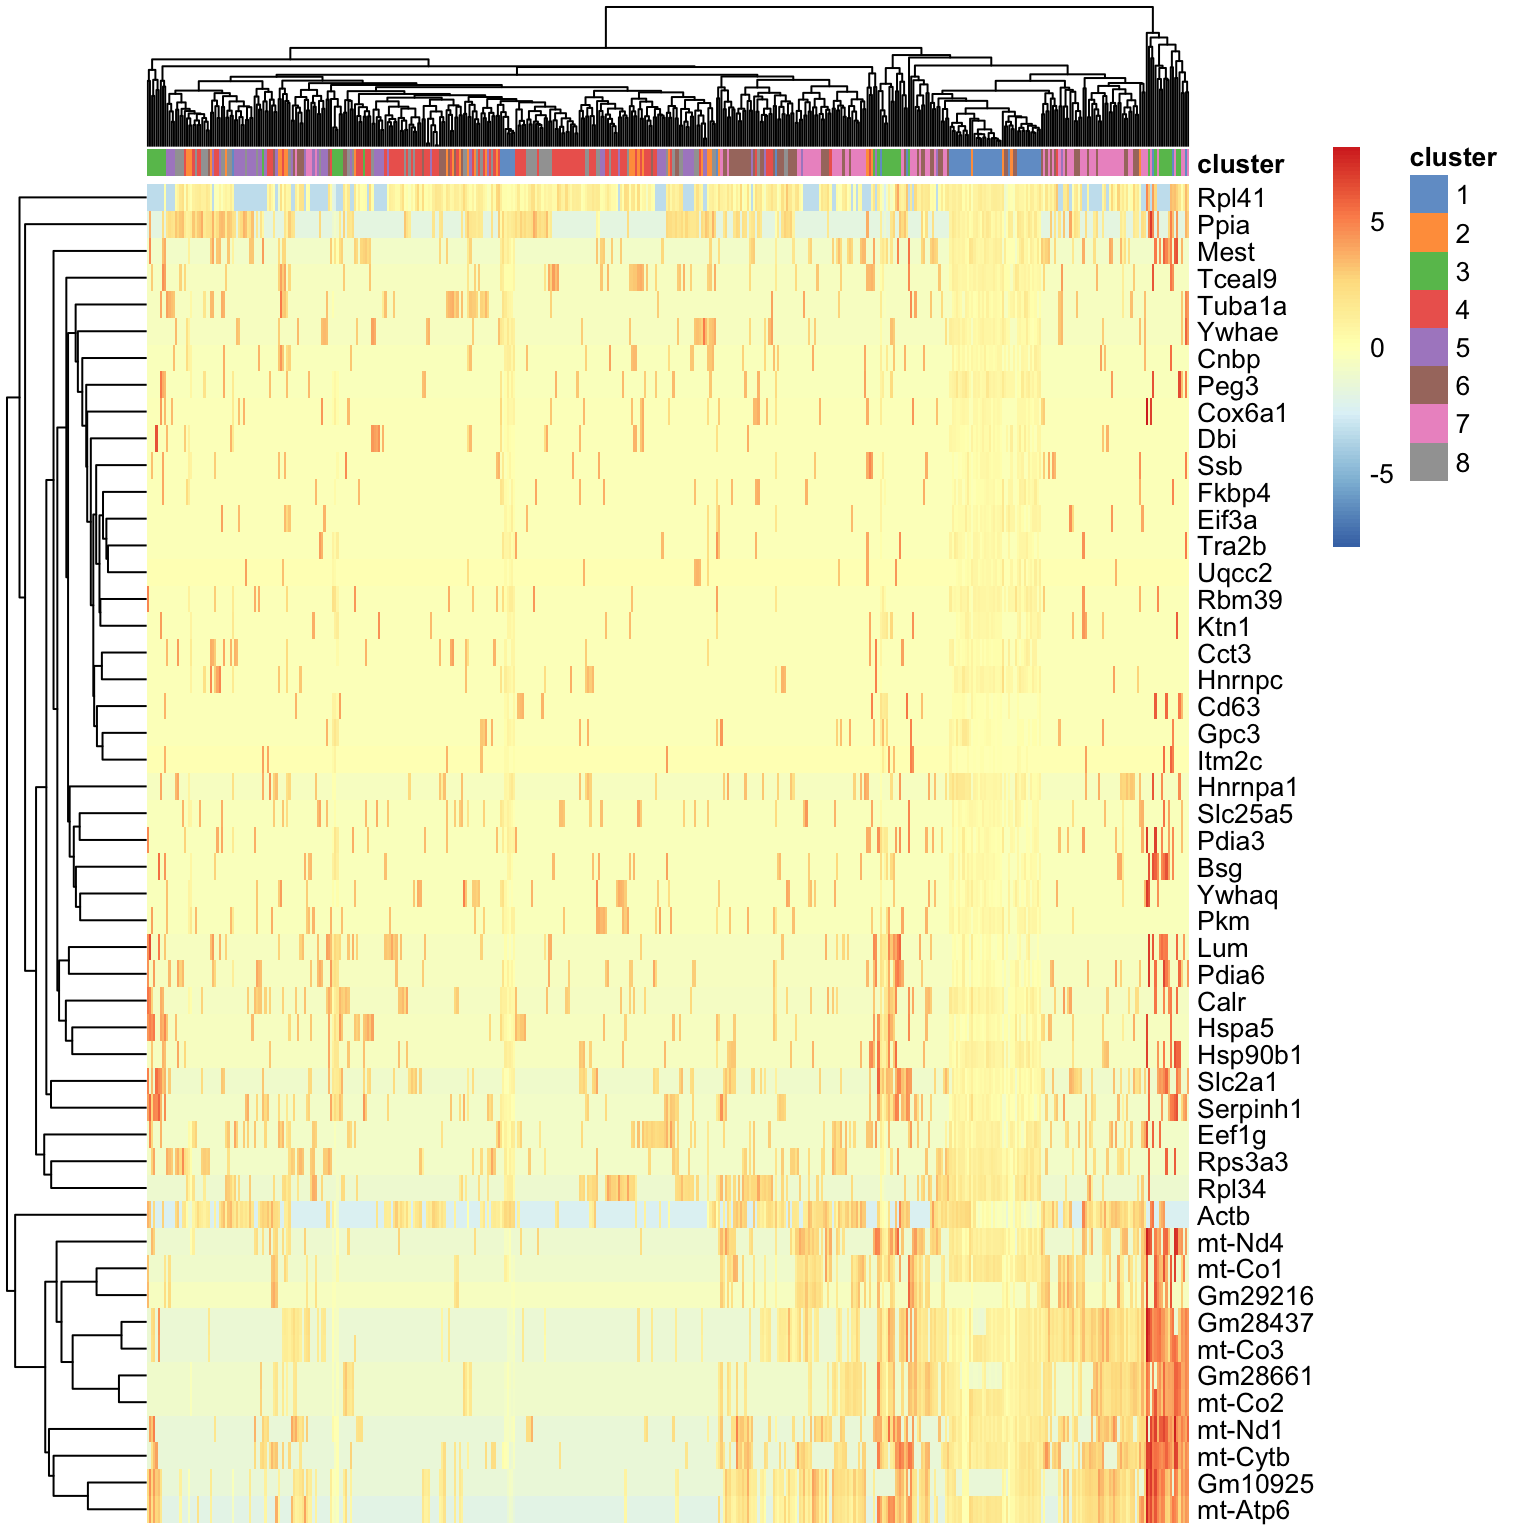 cluster
Rpl41
Ppia
Mest
Tceal9
Tuba1a
Ywhae
Cnbp
Peg3
Cox6a1
Dbi
Ssb
Fkbp4
Eif3a
Tra2b
Uqcc2
Rbm39
Ktn1
Cct3
Hnrnpc
Cd63
Gpc3
Itm2c
Hnrnpa1
Slc25a5
Pdia3
Bsg
Ywhaq
Pkm
Lum
Pdia6
Calr
Hspa5
Hsp90b1
Slc2a1
Serpinh1
Eef1g
Rps3a3
Rpl34
Actb
mt-Nd4
mt-Co1
Gm29216
Gm28437
mt-Co3
Gm28661
mt-Co2
mt-Nd1
mt-Cytb
Gm10925
mt-Atp6
5
0
-5
cluster
1
2
3
4
5
6
7
8